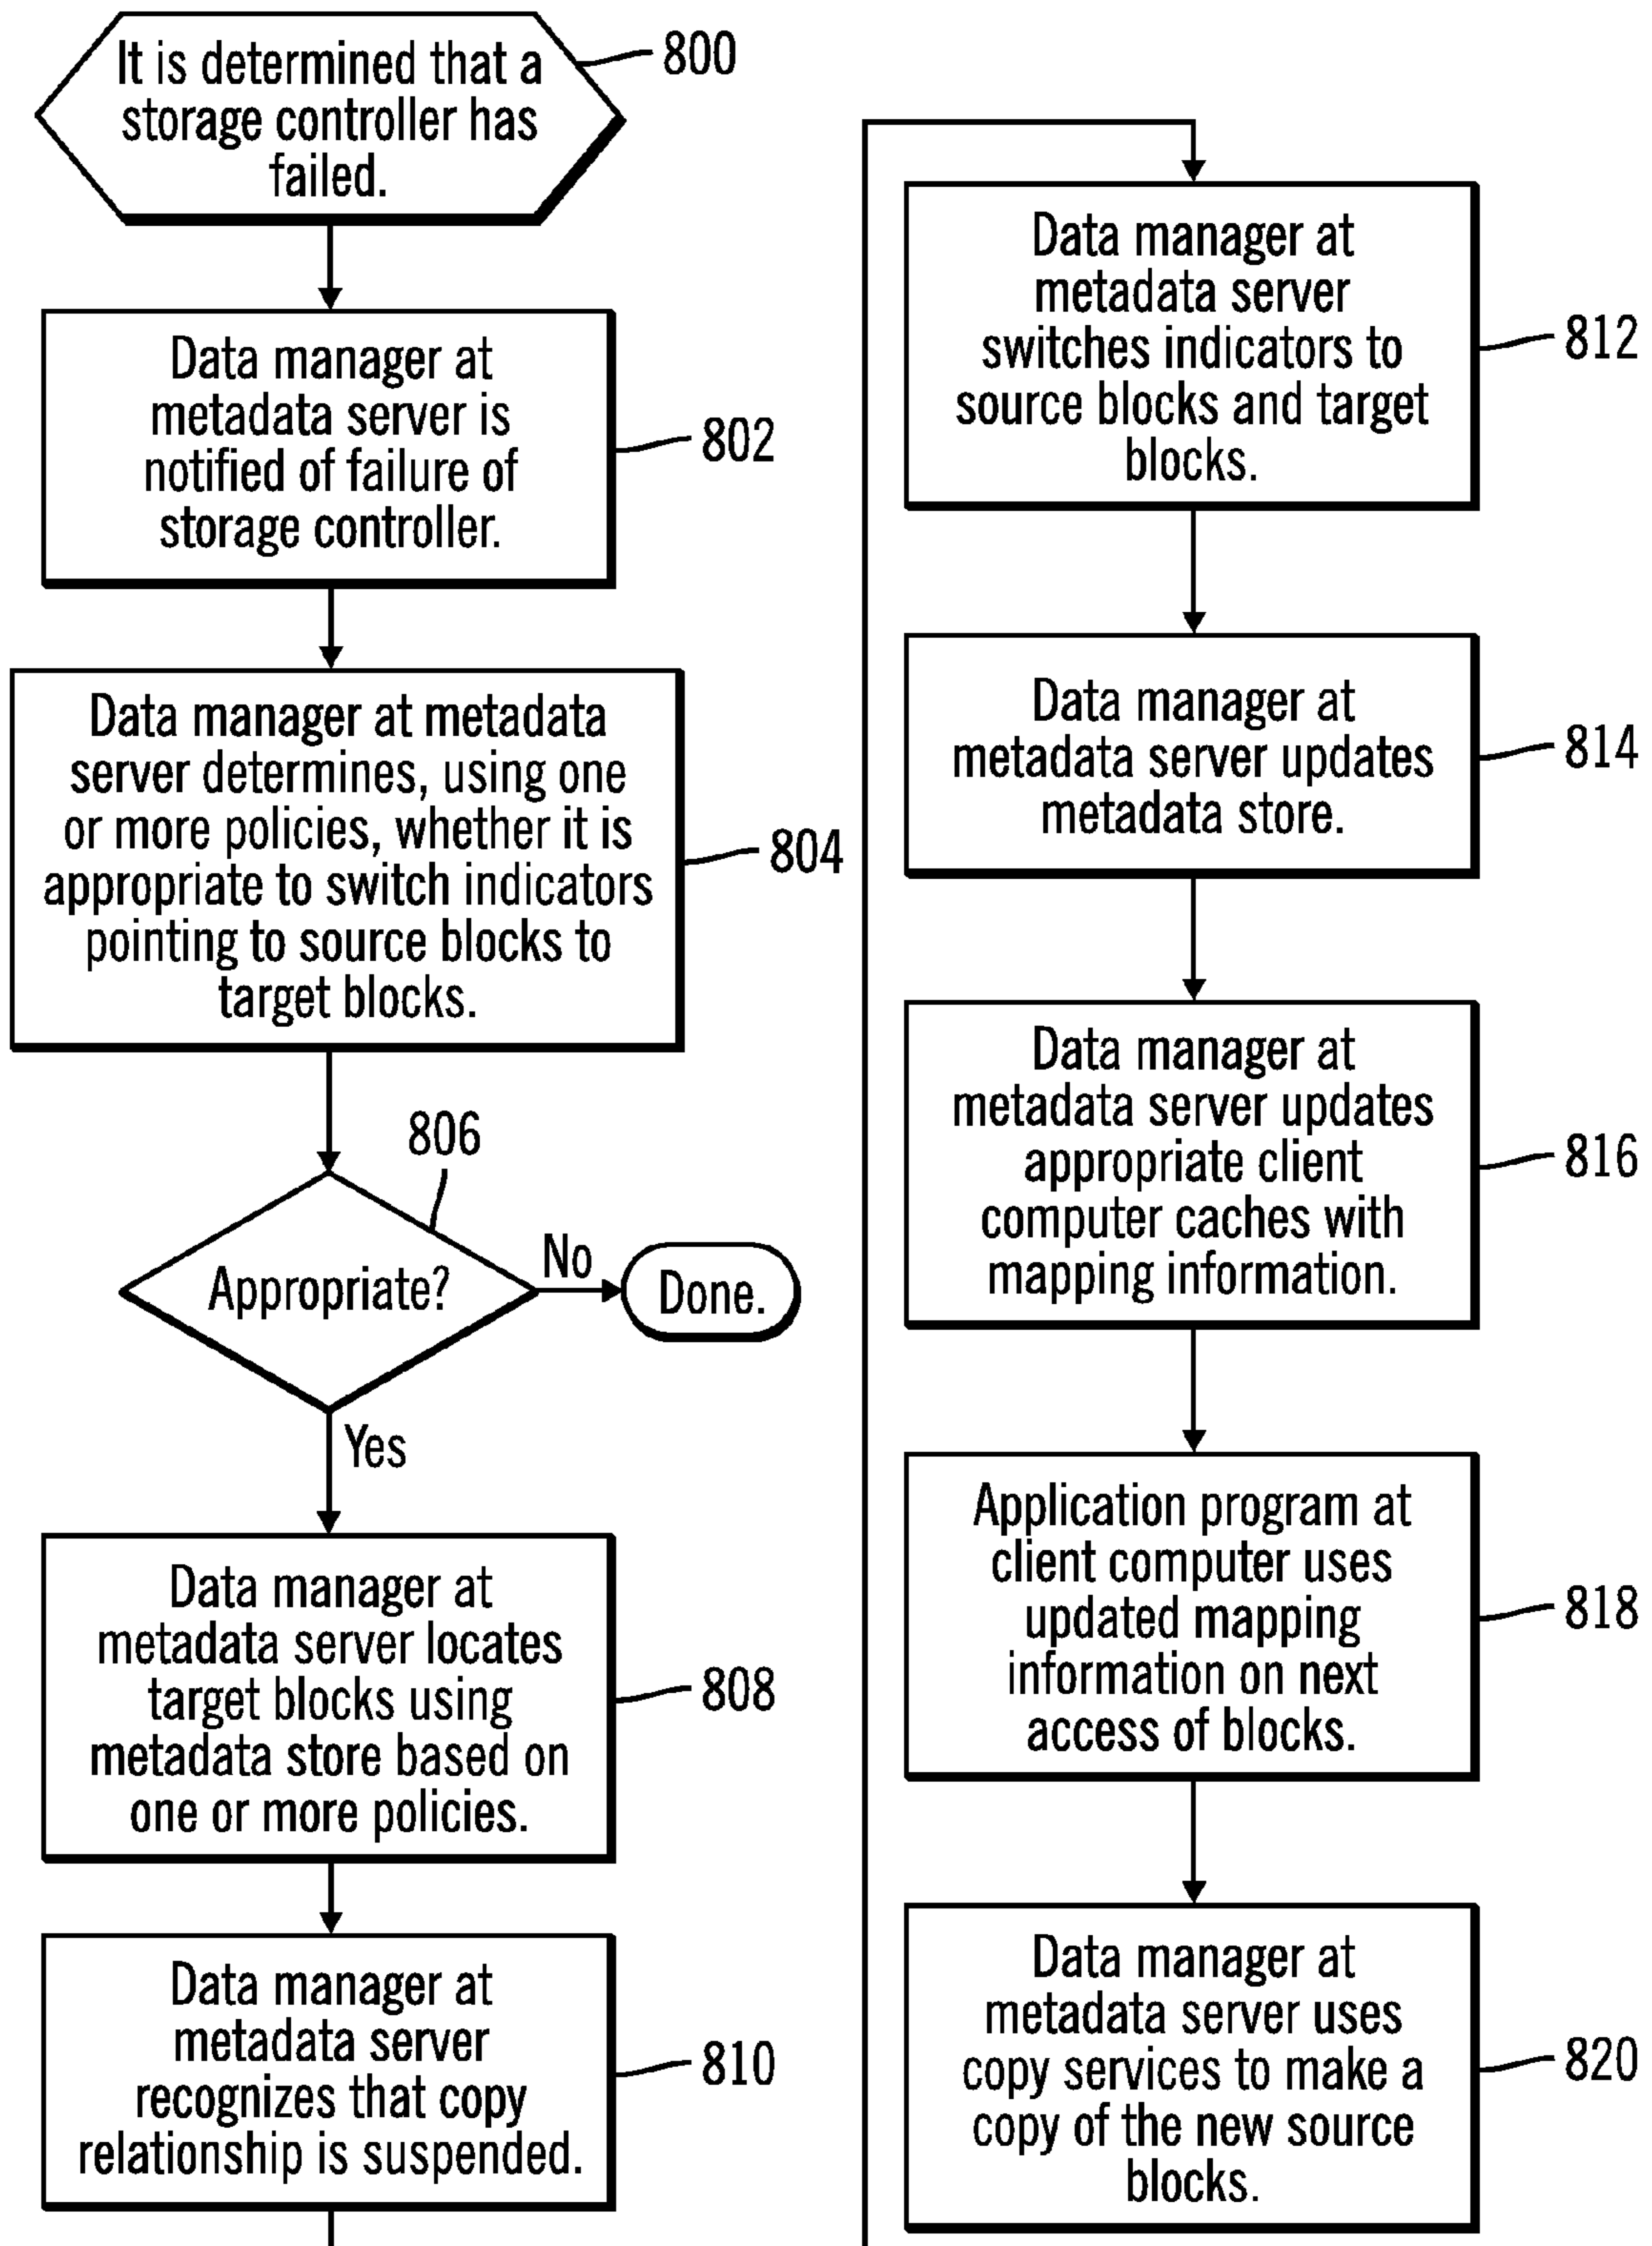 It is determined that a
storage controller has
failed.
800
Data manager at
metadata server is
notified of failure of
storage controller.
802
Data manager at metadata
server determines, using one
or more policies, whether it is
appropriate to switch indicators
pointing to source blocks to
target blocks.
804
806
Appropriate?
No
Done.
Yes
Data manager at
metadata server locates
target blocks using
metadata store based on
one or more policies.
808
Data manager at
metadata server
recognizes that copy
relationship is suspended.
810
Data manager at
metadata server
switches indicators to
source blocks and target
blocks.
812
Data manager at
metadata server updates
metadata store.
814
Data manager at
metadata server updates
appropriate client
computer caches with
mapping information.
816
Application program at
client computer uses
updated mapping
information on next
access of blocks.
818
Data manager at
metadata server uses
copy services to make a
copy of the new source
blocks.
820